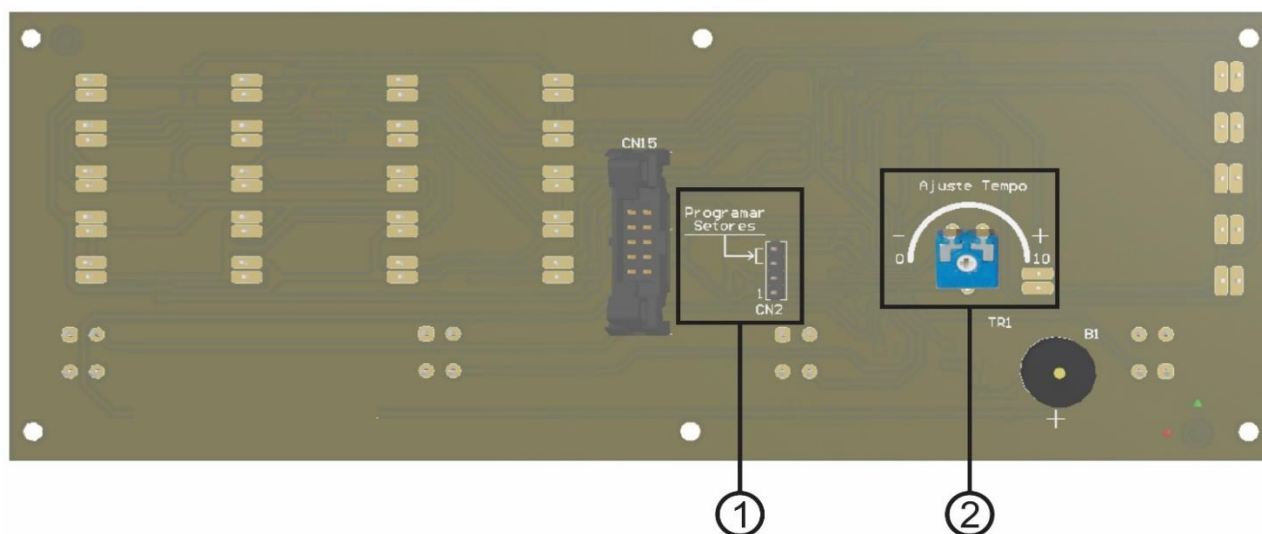 CN15
Programar
Setores
1
CN2
Ajuste Tempo
- +
0 10
TR1
B1
+
1
2